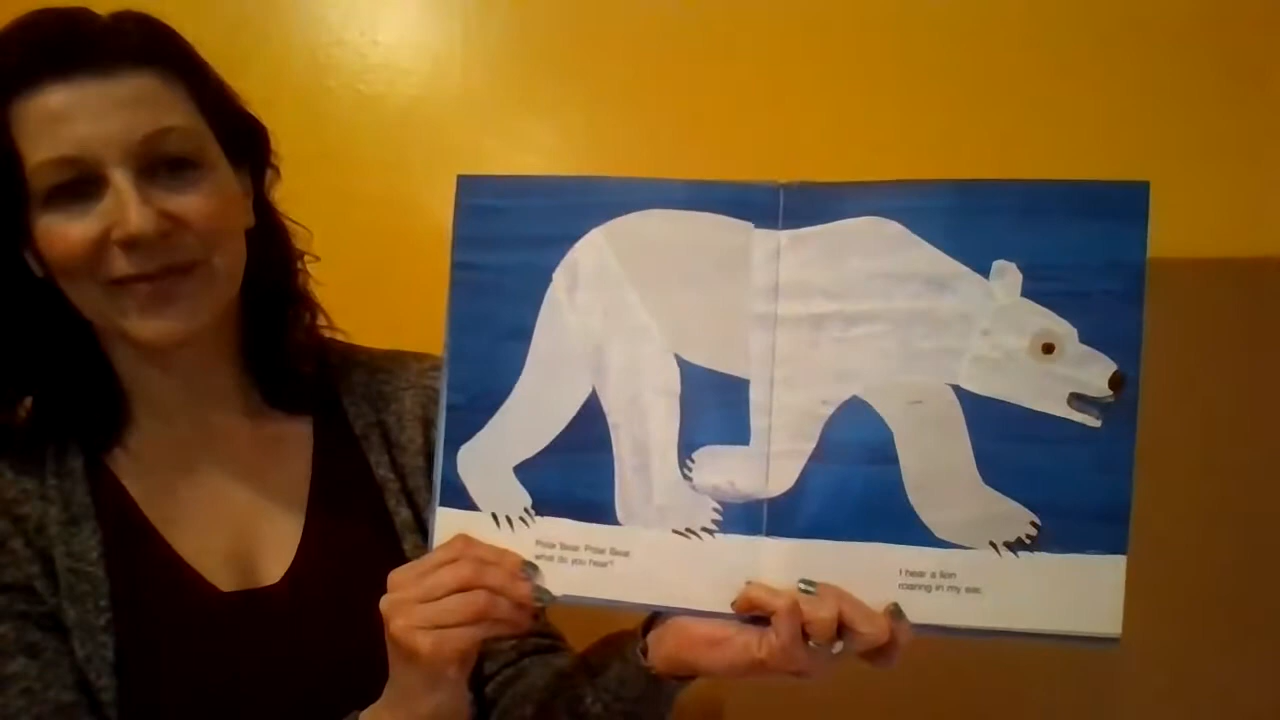 Polar Bear, Polar Bear,
what do you hear?
I hear a lion
roaring in my ear.